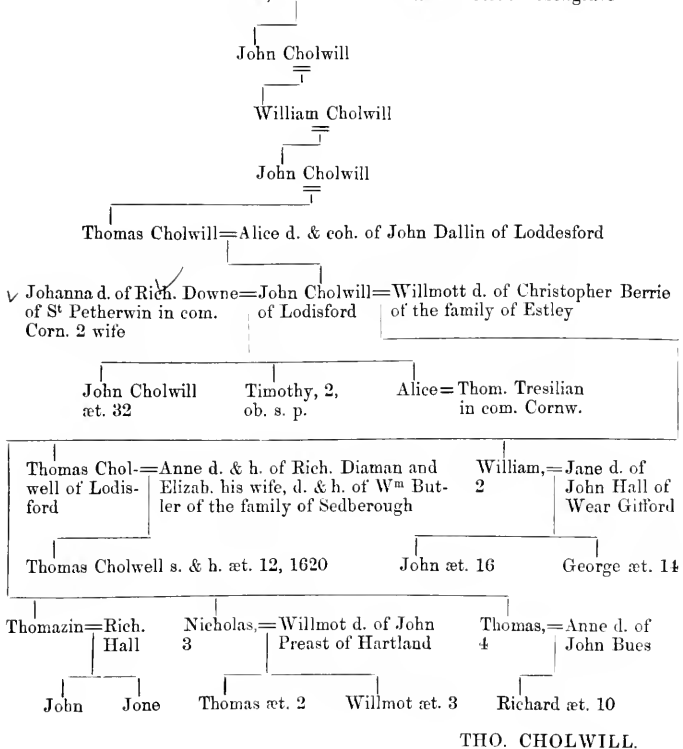 John Cholwill
William Cholwill
John Cholwill
Thomas Cholwill=Alice d. & coh. of John Dallin of Loddesford
Johanna d. of Rich. Downe=John Cholwill=Willmott d. of Christopher Berrie
of St Petherwin in com. of Lodisford of the family of Estley
Corn. 2 wife
John Cholwill Timothy, 2, Alice=Thom. Tresilian
æt. 32 ob. s. p. in com. Cornw.
Thomas Chol-=Anne d. & h. of Rich. Diaman and William,=Jane d. of
well of Lodis- Elizab. his wife, d. & h. of Wm But- 2 John Hall of
ford ler of the family of Sedberough Wear Gifford
Thomas Cholwell s. & h. æt. 12, 1620 John æt. 16 George æt. 14
Thomazin=Rich. Nicholas,=Willmot d. of John Thomas,=Anne d. of
Hall 3 Preast of Hartland 4 John Bues
John Jone Thomas æt. 2 Willmot æt. 3 Richard æt. 10
THO. CHOLWILL.